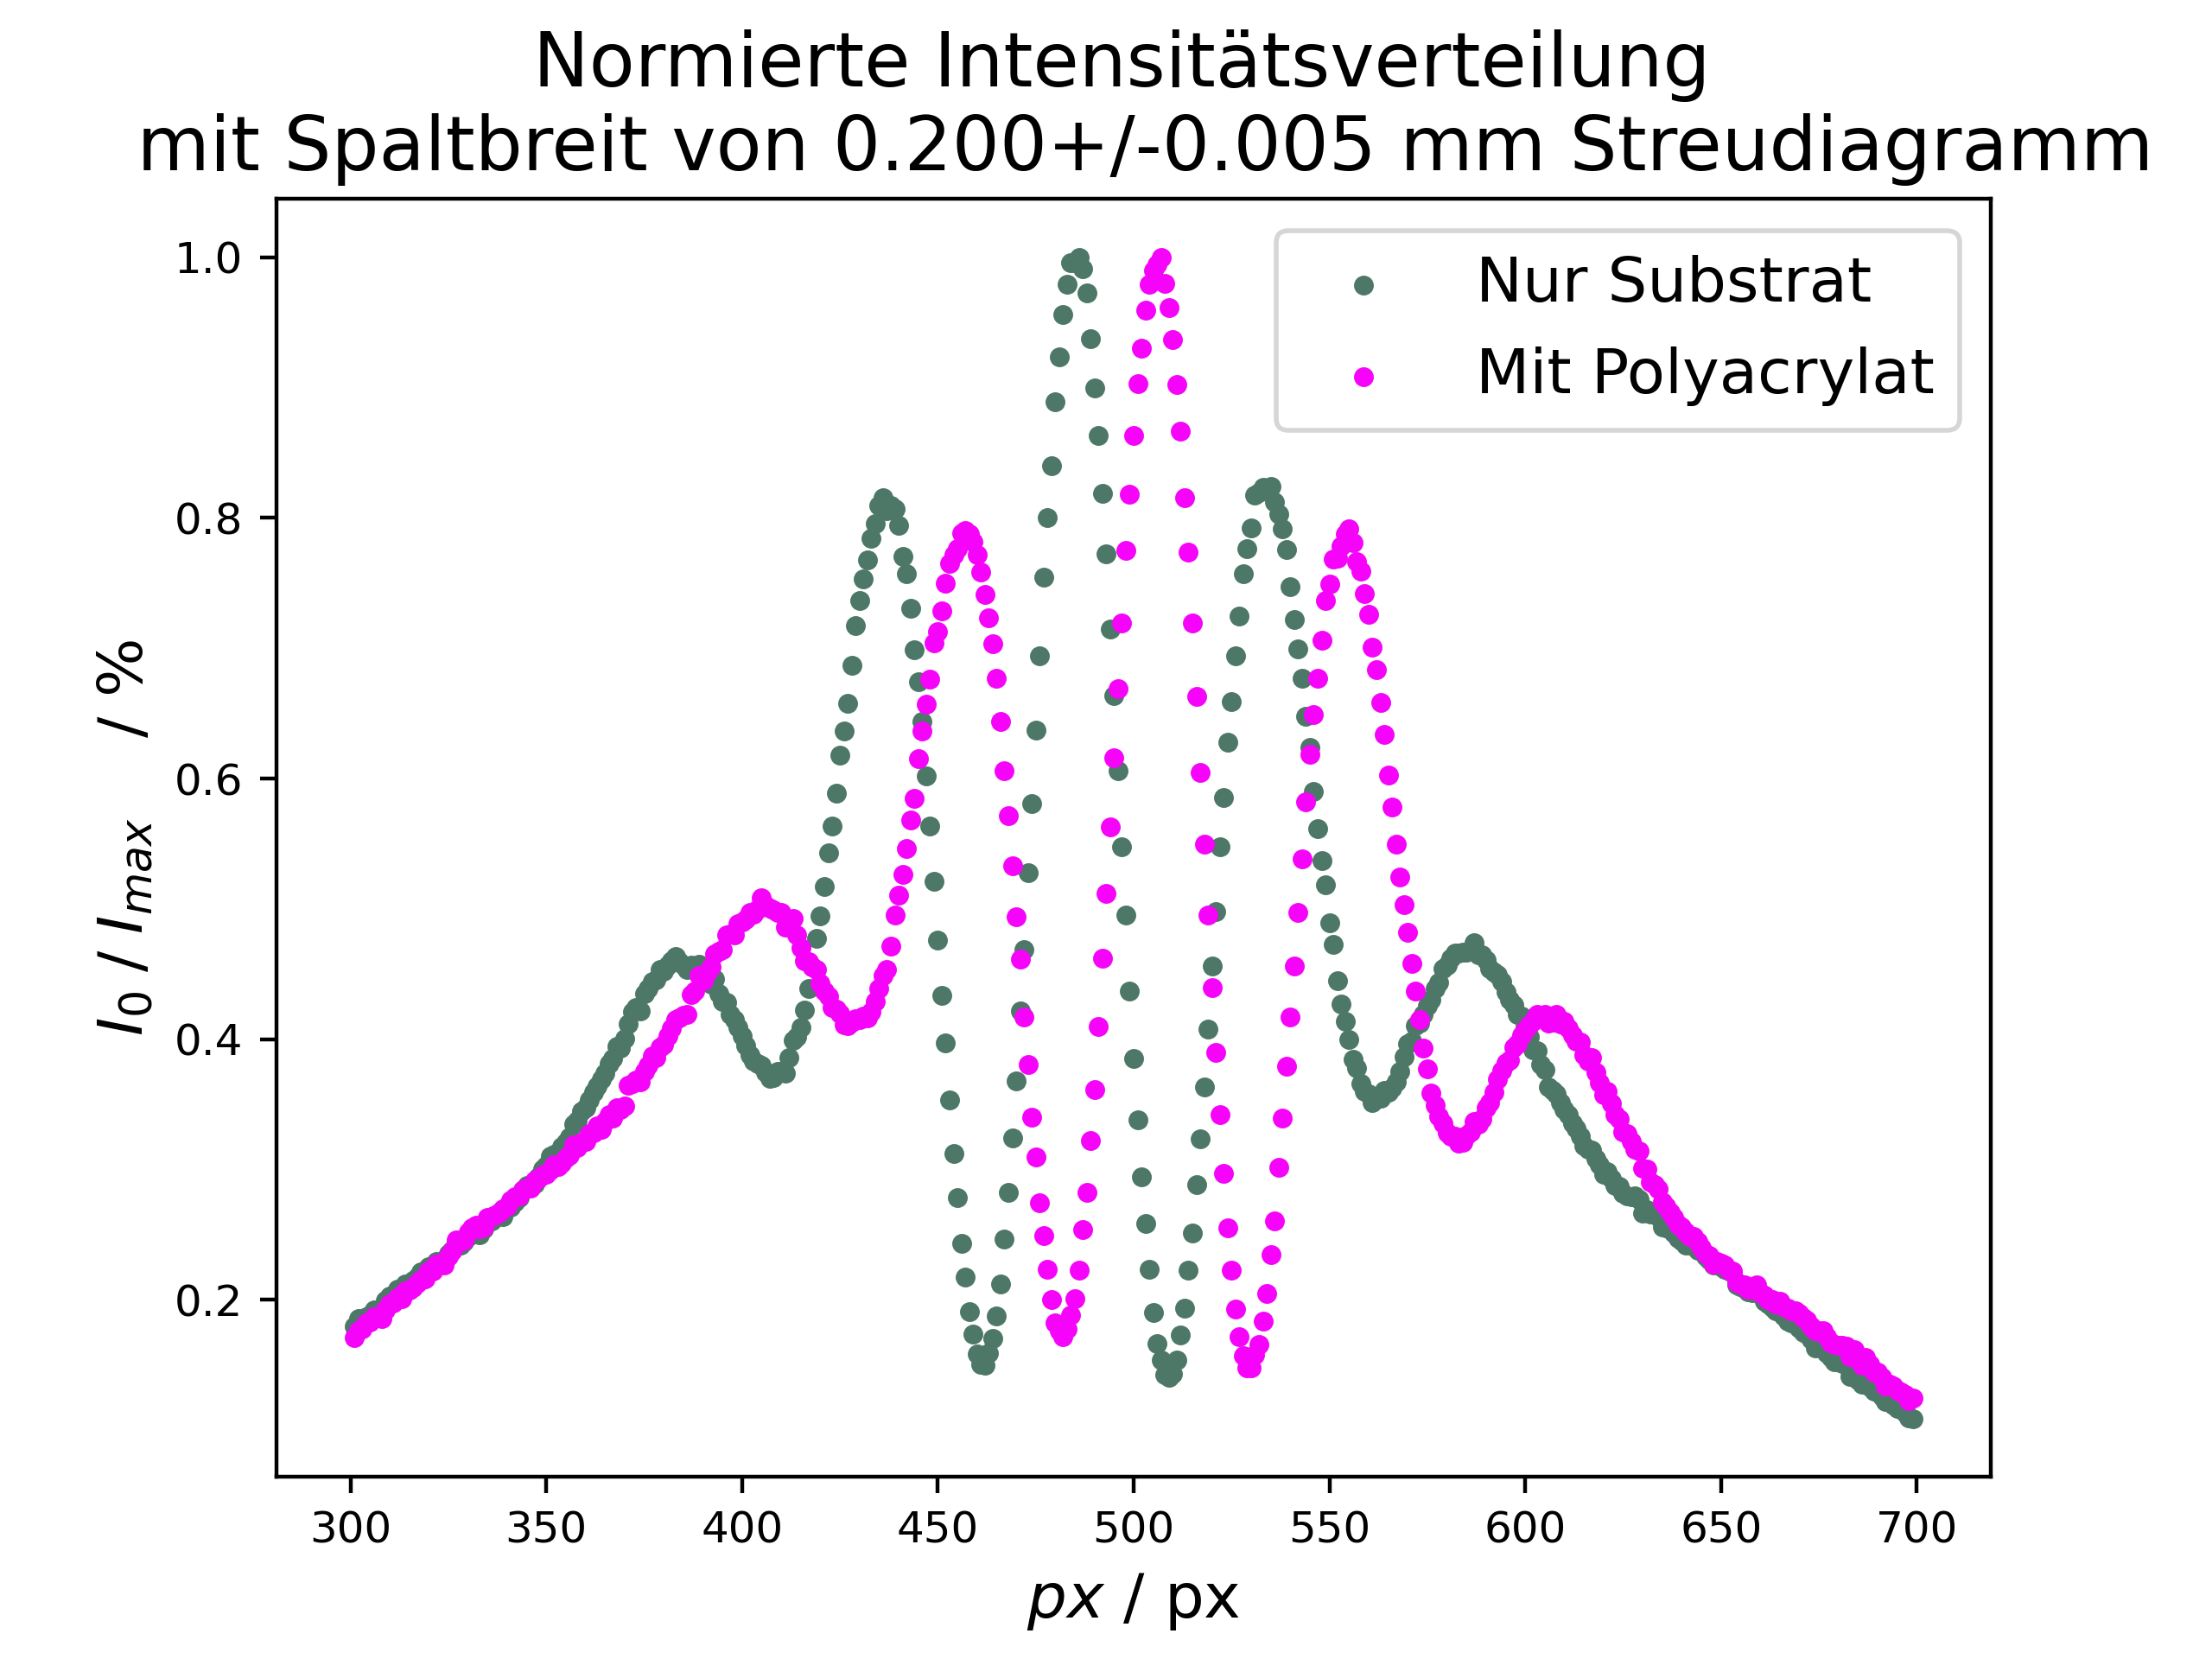 Normierte Intensitätsverteilung
mit Spaltbreit von 0.200+/-0.005 mm Streudiagramm
Nur Substrat
Mit Polyacrylat
I0 / Imax / %
1.0
0.8
0.6
0.4
0.2
300 350 400 450 500 550 600 650 700
px / px